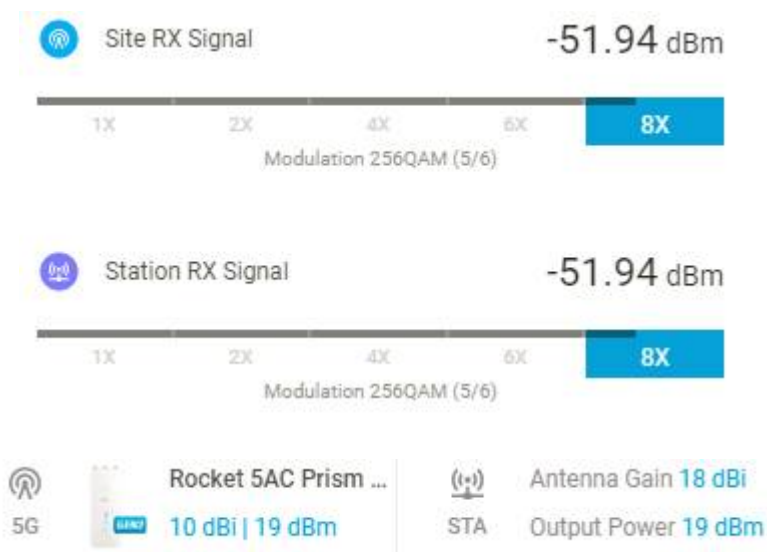 Site RX Signal -51.94 dBm
1X 2X 4X 6X 8X
Modulation 256QAM (5/6)
Station RX Signal -51.94 dBm
1X 2X 4X 6X 8X
Modulation 256QAM (5/6)
Rocket 5AC Prism ... Antenna Gain 18 dBi
5G 10 dBi | 19 dBm STA Output Power 19 dBm